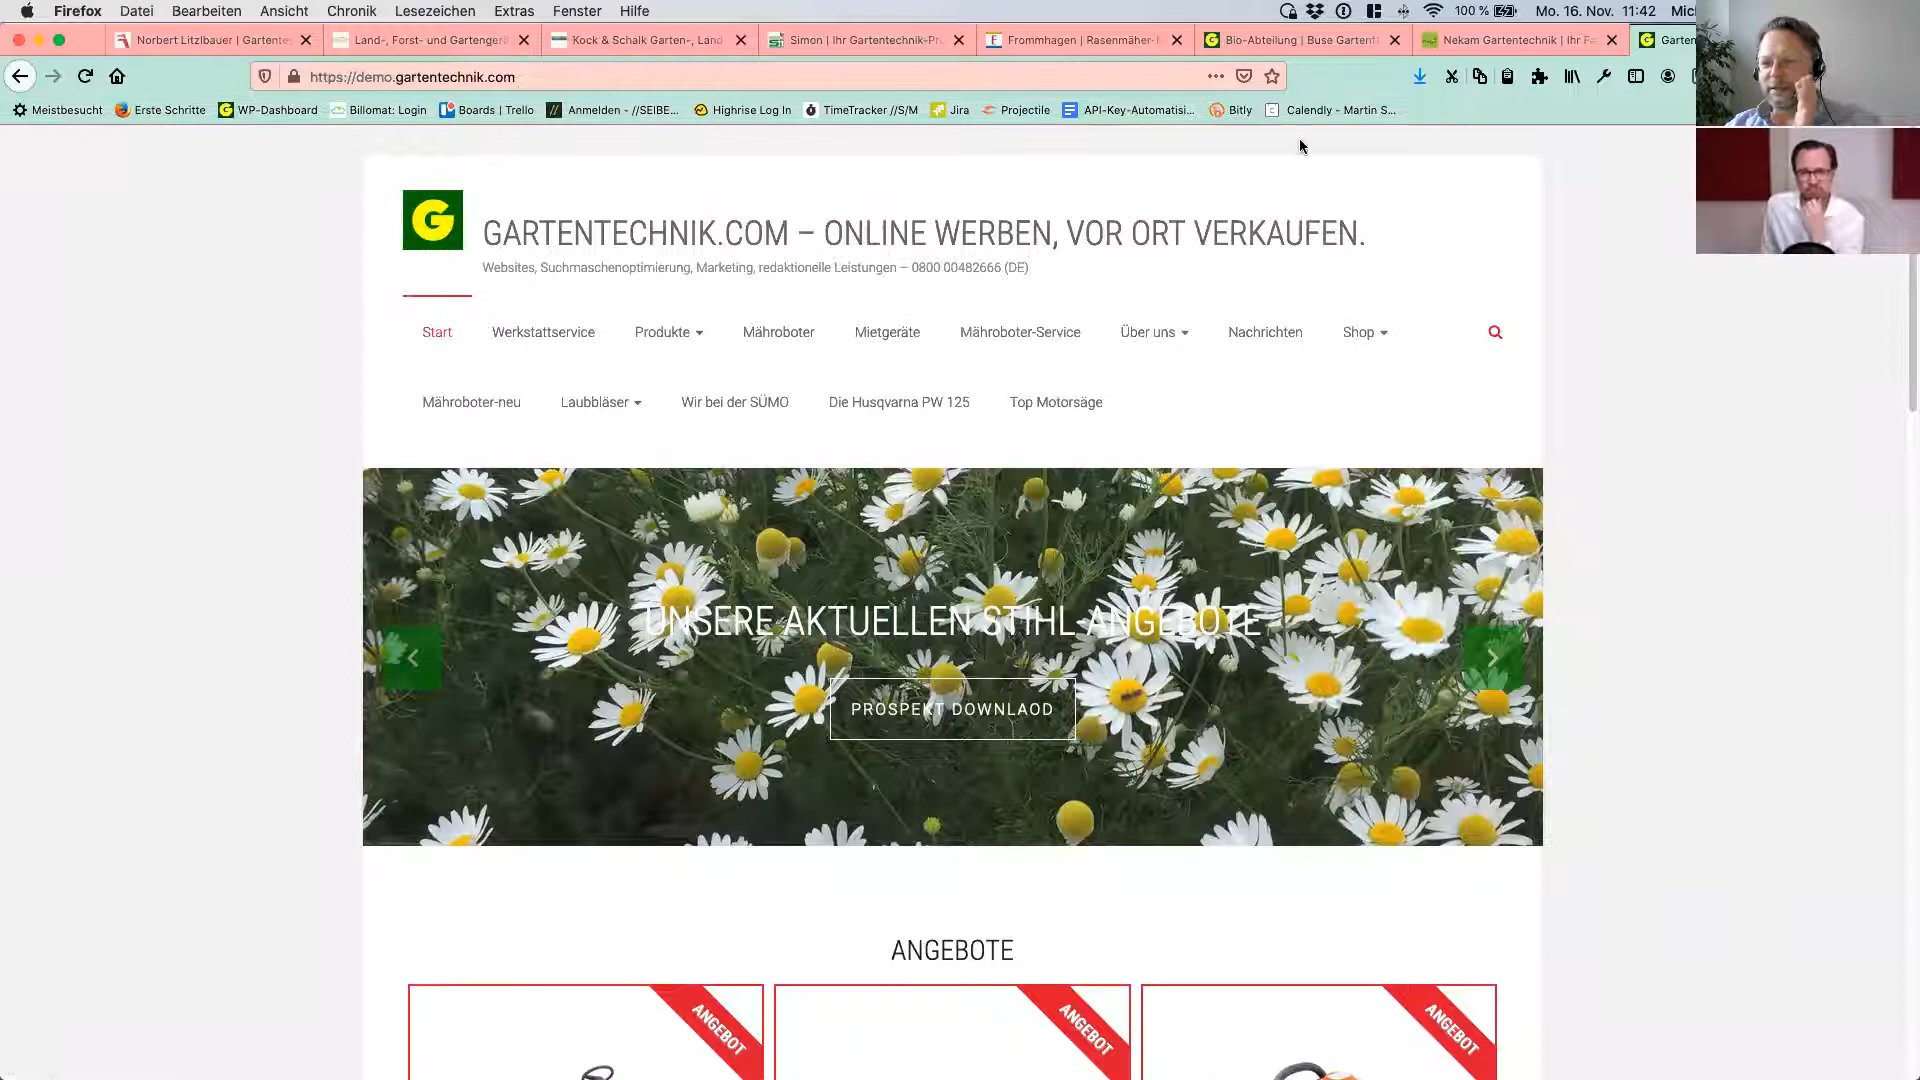 Firefox Datei Bearbeiten Ansicht Chronik Lesezeichen Extras Fenster Hilfe 100 % Mo. 16. Nov. 11:42
Norbert Litzlbauer | Gartente Land-, Forst- und Gartengerä Kock & Schalk Garten-, Land Simon | Ihr Gartentechnik-Pr Frommhagen | Rasenmäher- Bio-Abteilung | Buse Gartent Nekam Gartentechnik | Ihr Fa Garten
https://demo.gartentechnik.com
Meistbesucht Erste Schritte WP-Dashboard Billomat: Login Boards | Trello Anmelden - //SEIBE... Highrise Log In TimeTracker //S/M Jira Projectile API-Key-Automatisi... Bitly Calendly - Martin S...
G
GARTENTECHNIK.COM – ONLINE WERBEN, VOR ORT VERKAUFEN.
Websites, Suchmaschenoptimierung, Marketing, redaktionelle Leistungen – 0800 00482666 (DE)
Start Werkstattservice Produkte Mähroboter Mietgeräte Mähroboter-Service Über uns Nachrichten Shop
Mähroboter-neu Laubbläser Wir bei der SÜMO Die Husqvarna PW 125 Top Motorsäge
UNSERE AKTUELLEN STIHL-ANGEBOTE
PROSPEKT DOWNLAOD
ANGEBOTE
ANGEBOT ANGEBOT ANGEBOT